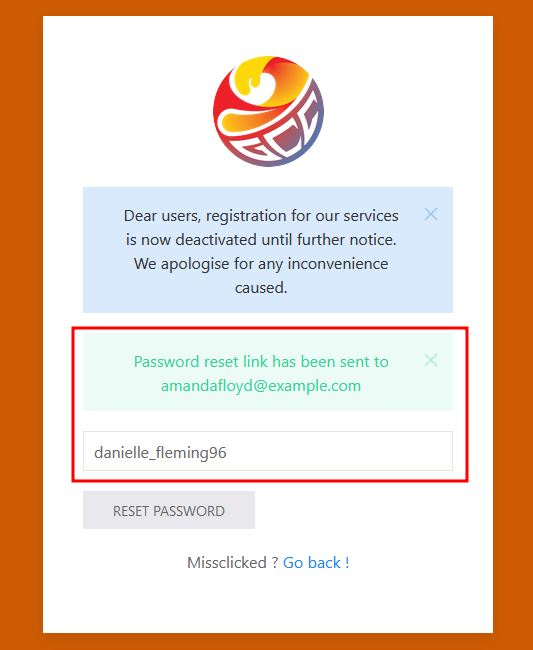 Dear users, registration for our services
is now deactivated until further notice.
We apologise for any inconvenience
caused.
Password reset link has been sent to
amandafloyd@example.com
danielle_fleming96
RESET PASSWORD
Missclicked ? Go back !